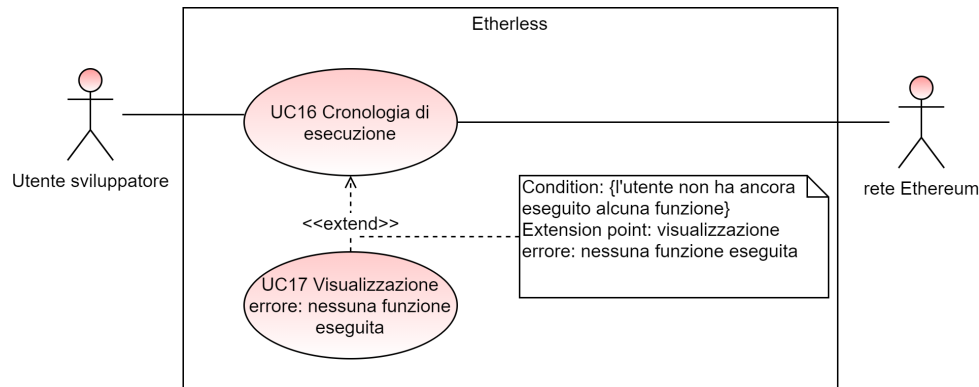 Etherless
UC16 Cronologia di
esecuzione
Utente sviluppatore
rete Ethereum
Condition: {l'utente non ha ancora
eseguito alcuna funzione}
Extension point: visualizzazione
errore: nessuna funzione eseguita
<<extend>>
UC17 Visualizzazione
errore: nessuna funzione
eseguita